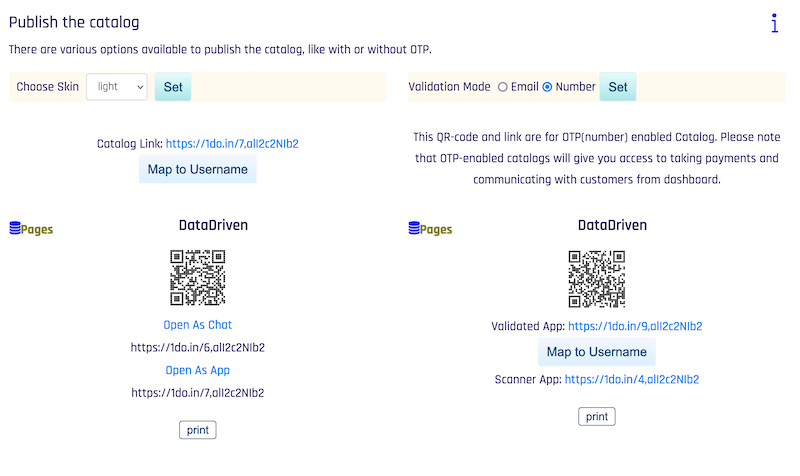 Publish the catalog
There are various options available to publish the catalog, like with or without OTP.
Choose Skin light Set
Catalog Link: https://1do.in/7,alI2c2NIb2
Map to Username
Pages
DataDriven
Open As Chat
https://1do.in/6,alI2c2NIb2
Open As App
https://1do.in/7,alI2c2NIb2
print
Validation Mode Email Number Set
This QR-code and link are for OTP(number) enabled Catalog. Please note
that OTP-enabled catalogs will give you access to taking payments and
communicating with customers from dashboard.
Pages
DataDriven
Validated App: https://1do.in/9,alI2c2NIb2
Map to Username
Scanner App: https://1do.in/4,alI2c2NIb2
print